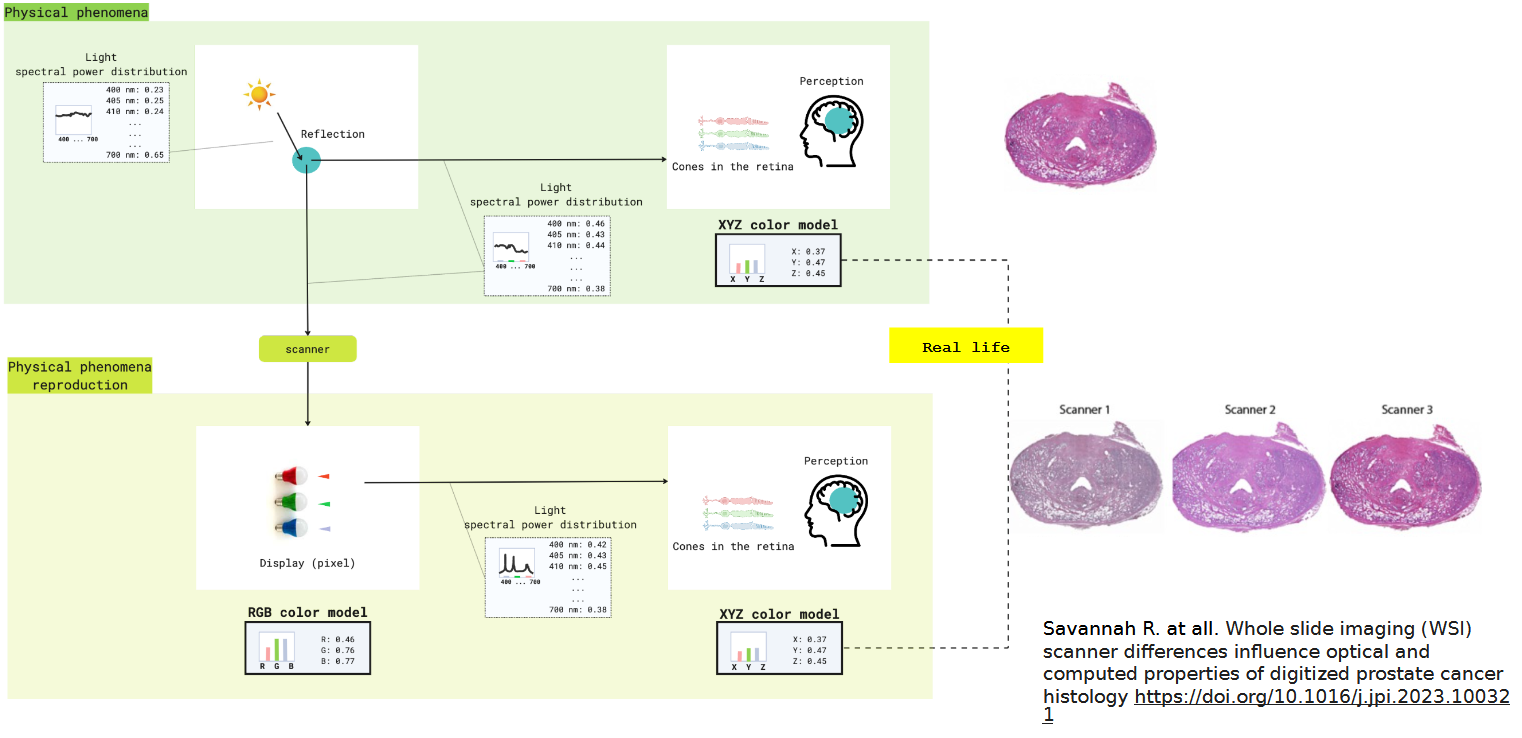 Physical phenomena
Light
spectral power distribution
400 nm: 0.23
405 nm: 0.25
410 nm: 0.24
...
...
...
700 nm: 0.65
400 ... 700
Reflection
Perception
Cones in the retina
Light
spectral power distribution
400 nm: 0.46
405 nm: 0.43
410 nm: 0.44
...
...
...
700 nm: 0.38
400 ... 700
XYZ color model
X: 0.37
Y: 0.47
Z: 0.45
X Y Z
scanner
Real life
Physical phenomena
reproduction
Display (pixel)
Light
spectral power distribution
400 nm: 0.42
405 nm: 0.43
410 nm: 0.45
...
...
...
700 nm: 0.38
400 ... 700
Perception
Cones in the retina
RGB color model
R: 0.46
G: 0.76
B: 0.77
R G B
XYZ color model
X: 0.37
Y: 0.47
Z: 0.45
X Y Z
Scanner 1
Scanner 2
Scanner 3
Savannah R. at all. Whole slide imaging (WSI)
scanner differences influence optical and
computed properties of digitized prostate cancer
histology https://doi.org/10.1016/j.jpi.2023.10032
1